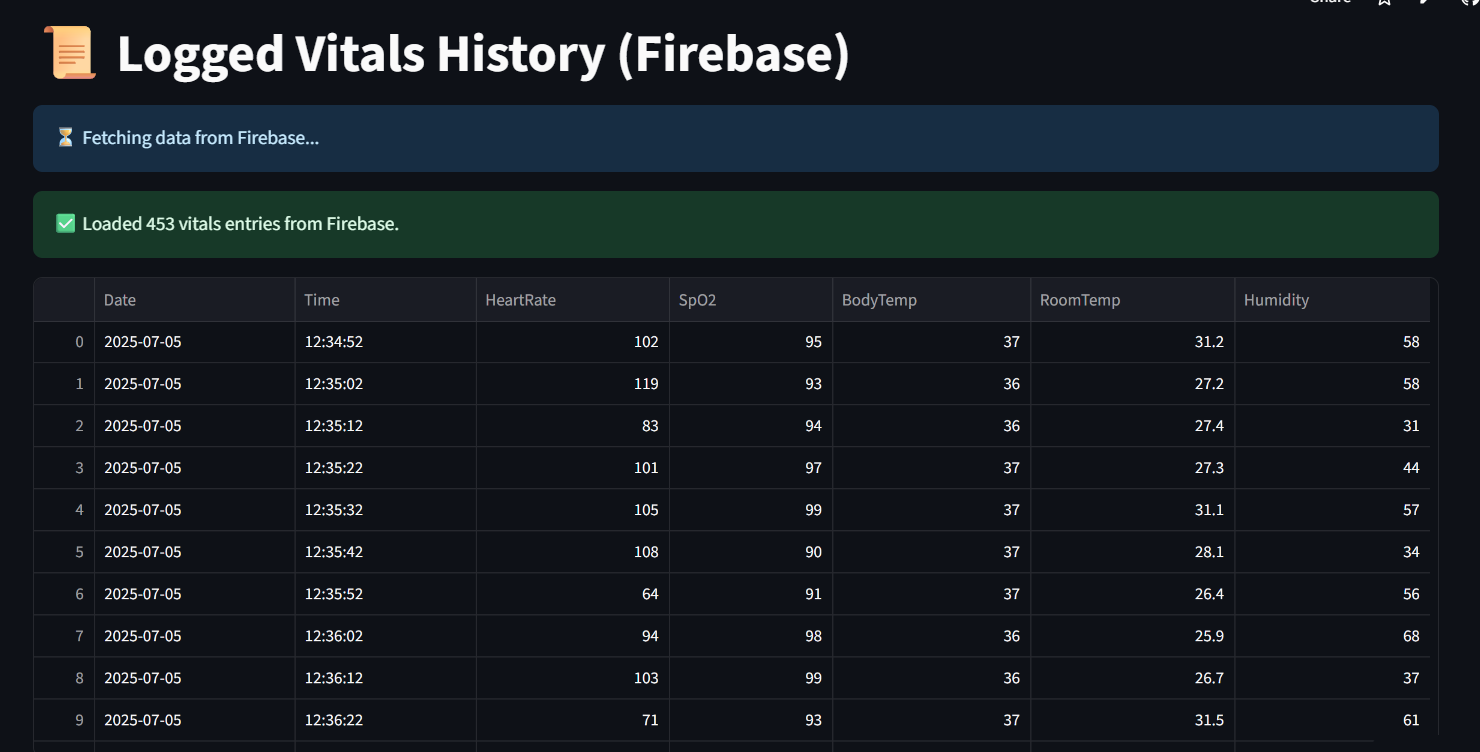 Share
Logged Vitals History (Firebase)
Fetching data from Firebase...
Loaded 453 vitals entries from Firebase.
Date Time HeartRate SpO2 BodyTemp RoomTemp Humidity
0 2025-07-05 12:34:52 102 95 37 31.2 58
1 2025-07-05 12:35:02 119 93 36 27.2 58
2 2025-07-05 12:35:12 83 94 36 27.4 31
3 2025-07-05 12:35:22 101 97 37 27.3 44
4 2025-07-05 12:35:32 105 99 37 31.1 57
5 2025-07-05 12:35:42 108 90 37 28.1 34
6 2025-07-05 12:35:52 64 91 37 26.4 56
7 2025-07-05 12:36:02 94 98 36 25.9 68
8 2025-07-05 12:36:12 103 99 36 26.7 37
9 2025-07-05 12:36:22 71 93 37 31.5 61